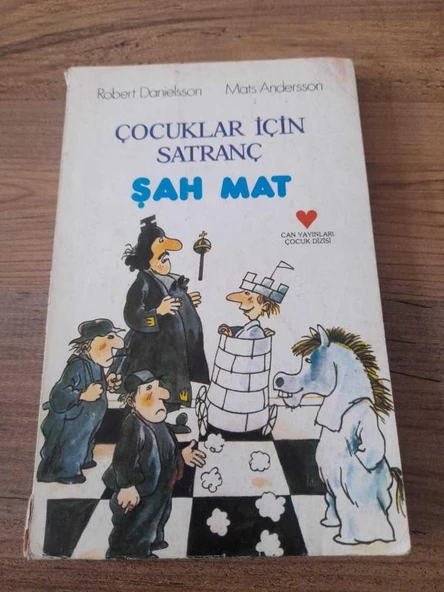 Robert Danielsson Mats Andersson
ÇOCUKLAR İÇİN
SATRANÇ
ŞAH MAT
CAN YAYINLARI
ÇOCUK DİZİSİ